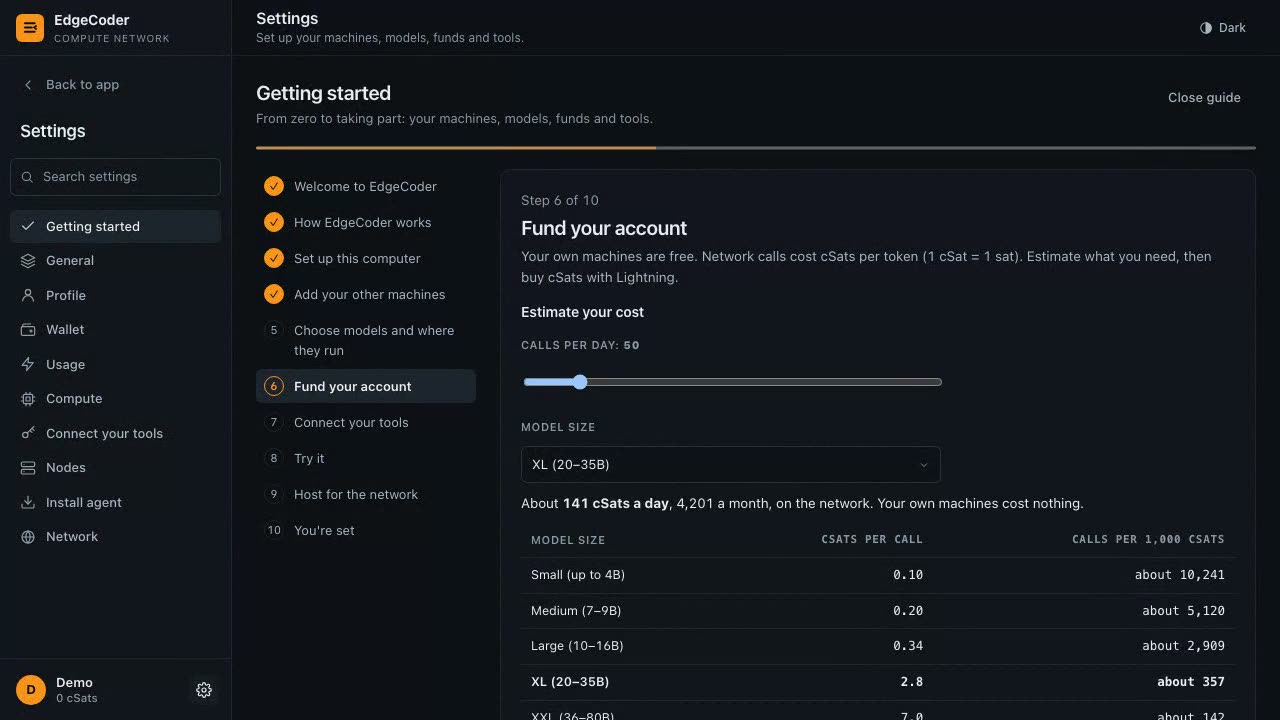 EdgeCoder
COMPUTE NETWORK
Back to app
Settings
Search settings
Getting started
General
Profile
Wallet
Usage
Compute
Connect your tools
Nodes
Install agent
Network
D
Demo
0 cSats
Settings
Set up your machines, models, funds and tools.
Dark
Getting started
From zero to taking part: your machines, models, funds and tools.
Close guide
Welcome to EdgeCoder
How EdgeCoder works
Set up this computer
Add your other machines
5 Choose models and where
they run
6 Fund your account
7 Connect your tools
8 Try it
9 Host for the network
10 You're set
Step 6 of 10
Fund your account
Your own machines are free. Network calls cost cSats per token (1 cSat = 1 sat). Estimate what you need, then
buy cSats with Lightning.
Estimate your cost
CALLS PER DAY: 50
MODEL SIZE
XL (20–35B)
About 141 cSats a day, 4,201 a month, on the network. Your own machines cost nothing.
MODEL SIZE CSATS PER CALL CALLS PER 1,000 CSATS
Small (up to 4B) 0.10 about 10,241
Medium (7–9B) 0.20 about 5,120
Large (10–16B) 0.34 about 2,909
XL (20–35B) 2.8 about 357
XXL (36–80B) 7.0 about 142